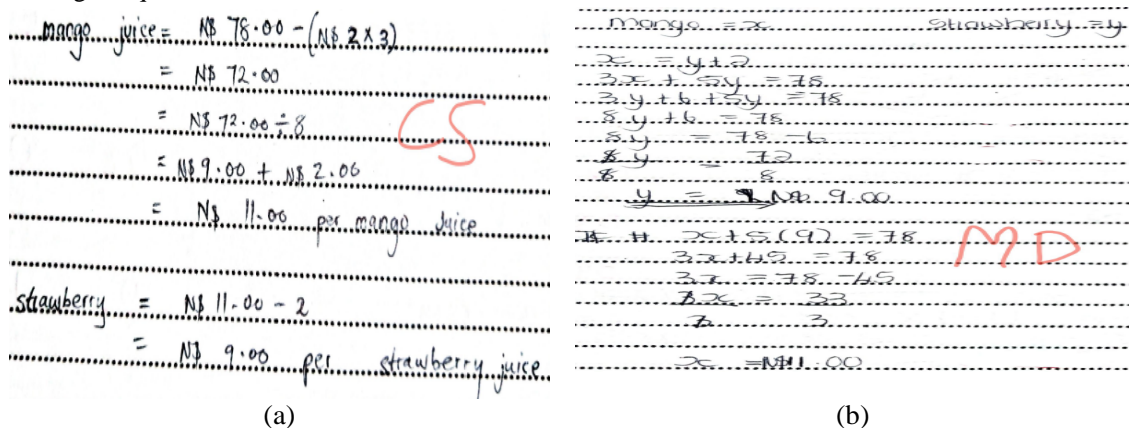 mango juice = N$ 78.00 - (N$ 2 x 3)
= N$ 72.00
= N$ 72.00 ÷ 8
CS
= N$ 9.00 + N$ 2.00
= N$ 11.00 per mango juice
strawberry = N$ 11.00 - 2
= N$ 9.00 per strawberry juice
(a)
mango = x strawberry = y
x = y + 2
3x + 5y = 78
3y + 6 + 5y = 78
8y + 6 = 78
8y = 78 - 6
8y = 72
8 8
y = N$ 9.00
x + 5(9) = 78
MD
3x + 45 = 78
3x = 78 - 45
3x = 33
3 3
x = N$11.00
(b)